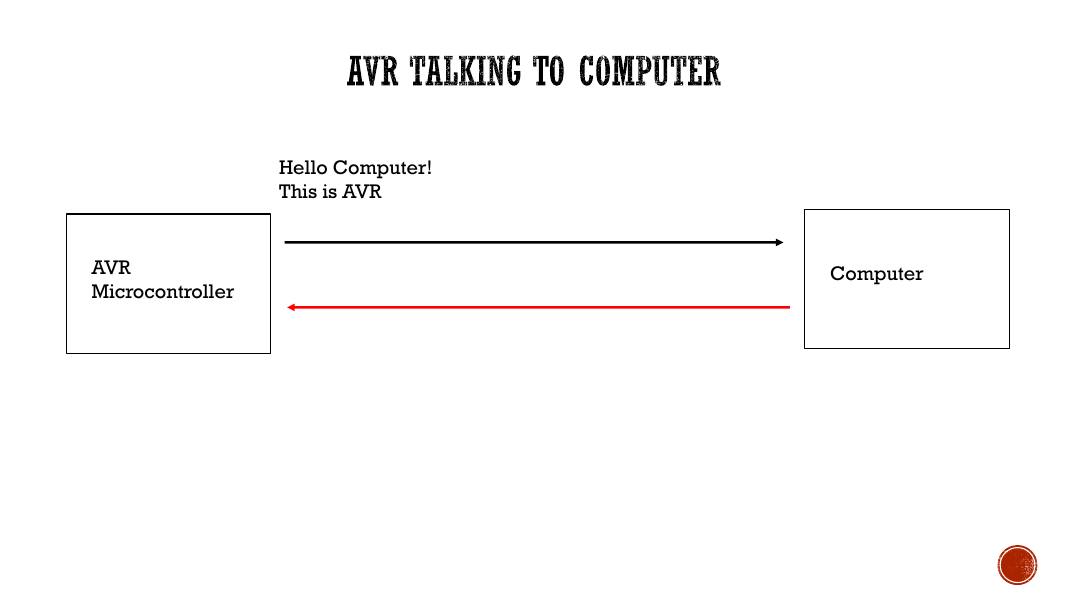 AVR TALKING TO COMPUTER
Hello Computer!
This is AVR
AVR
Microcontroller
Computer